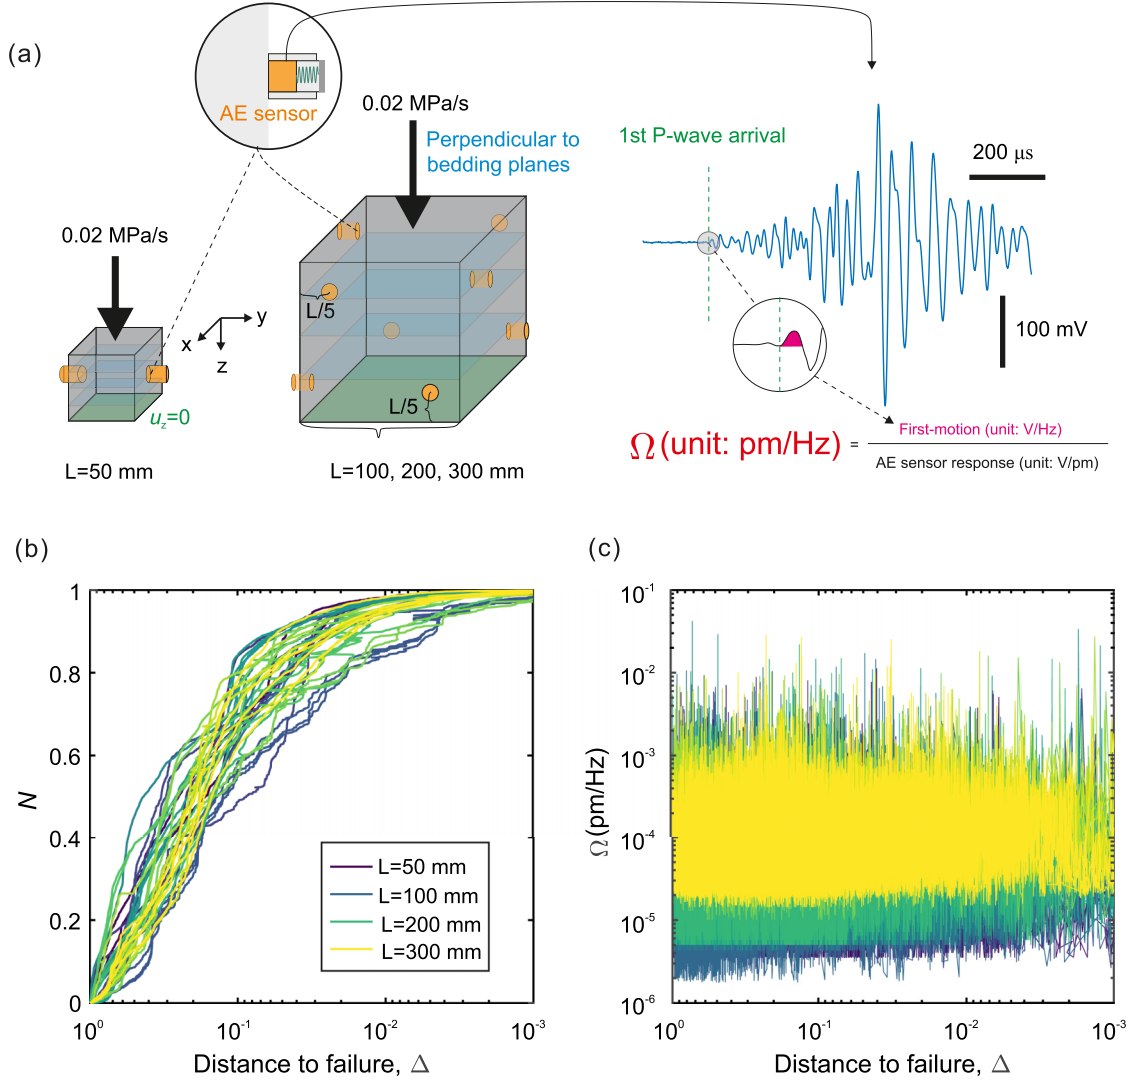 (a)
AE sensor
0.02 MPa/s
Perpendicular to
bedding planes
0.02 MPa/s
L/5
x
y
z
L/5
u_z=0
L=50 mm
L=100, 200, 300 mm
1st P-wave arrival
200 μs
100 mV
Ω (unit: pm/Hz) = First-motion (unit: V/Hz)
AE sensor response (unit: V/pm)
(b)
N
1
0.8
0.6
0.4
0.2
0
L=50 mm
L=100 mm
L=200 mm
L=300 mm
10⁰ 10⁻¹ 10⁻² 10⁻³
Distance to failure, Δ
(c)
Ω (pm/Hz)
10⁻¹
10⁻²
10⁻³
10⁻⁴
10⁻⁵
10⁻⁶
10⁰ 10⁻¹ 10⁻² 10⁻³
Distance to failure, Δ